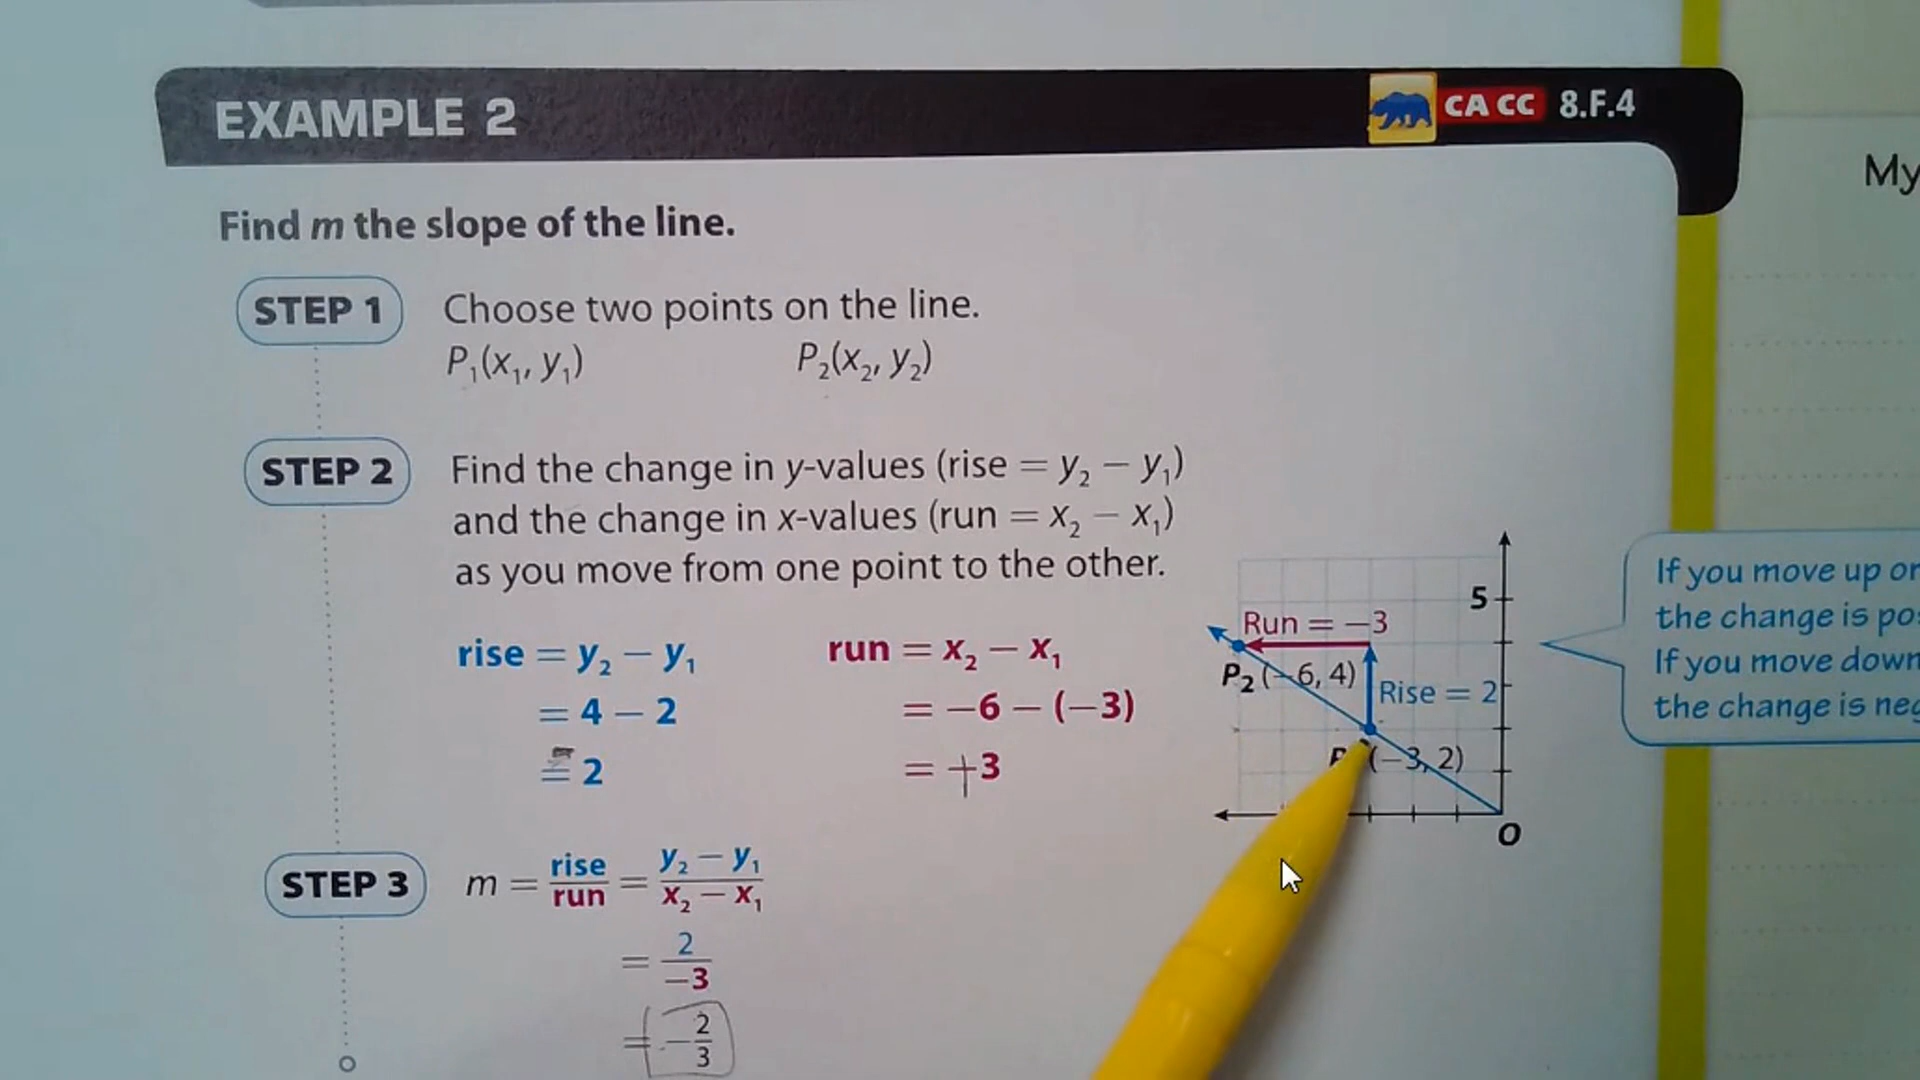 EXAMPLE 2
CA CC 8.F.4
My
Find m the slope of the line.
STEP 1 Choose two points on the line.
P₁(x₁, y₁) P₂(x₂, y₂)
STEP 2 Find the change in y-values (rise = y₂ − y₁)
and the change in x-values (run = x₂ − x₁)
as you move from one point to the other.
rise = y₂ − y₁ run = x₂ − x₁
= 4 − 2 = −6 − (−3)
= 2 = +3
5
Run = −3
P₂(−6, 4)
Rise = 2
(−3, 2)
O
If you move up or
the change is pos
If you move down
the change is neg
STEP 3 m = rise/run = y₂ − y₁/x₂ − x₁
= 2/−3
= −2/3